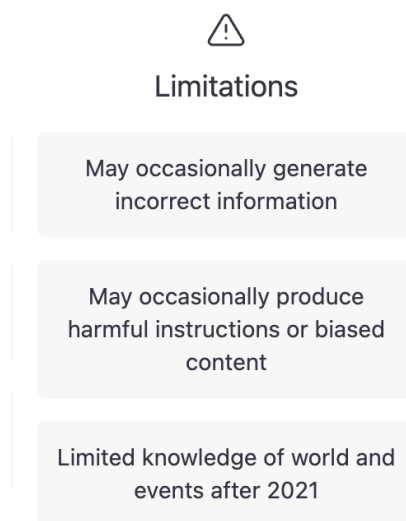 Limitations
May occasionally generate
incorrect information
May occasionally produce
harmful instructions or biased
content
Limited knowledge of world and
events after 2021